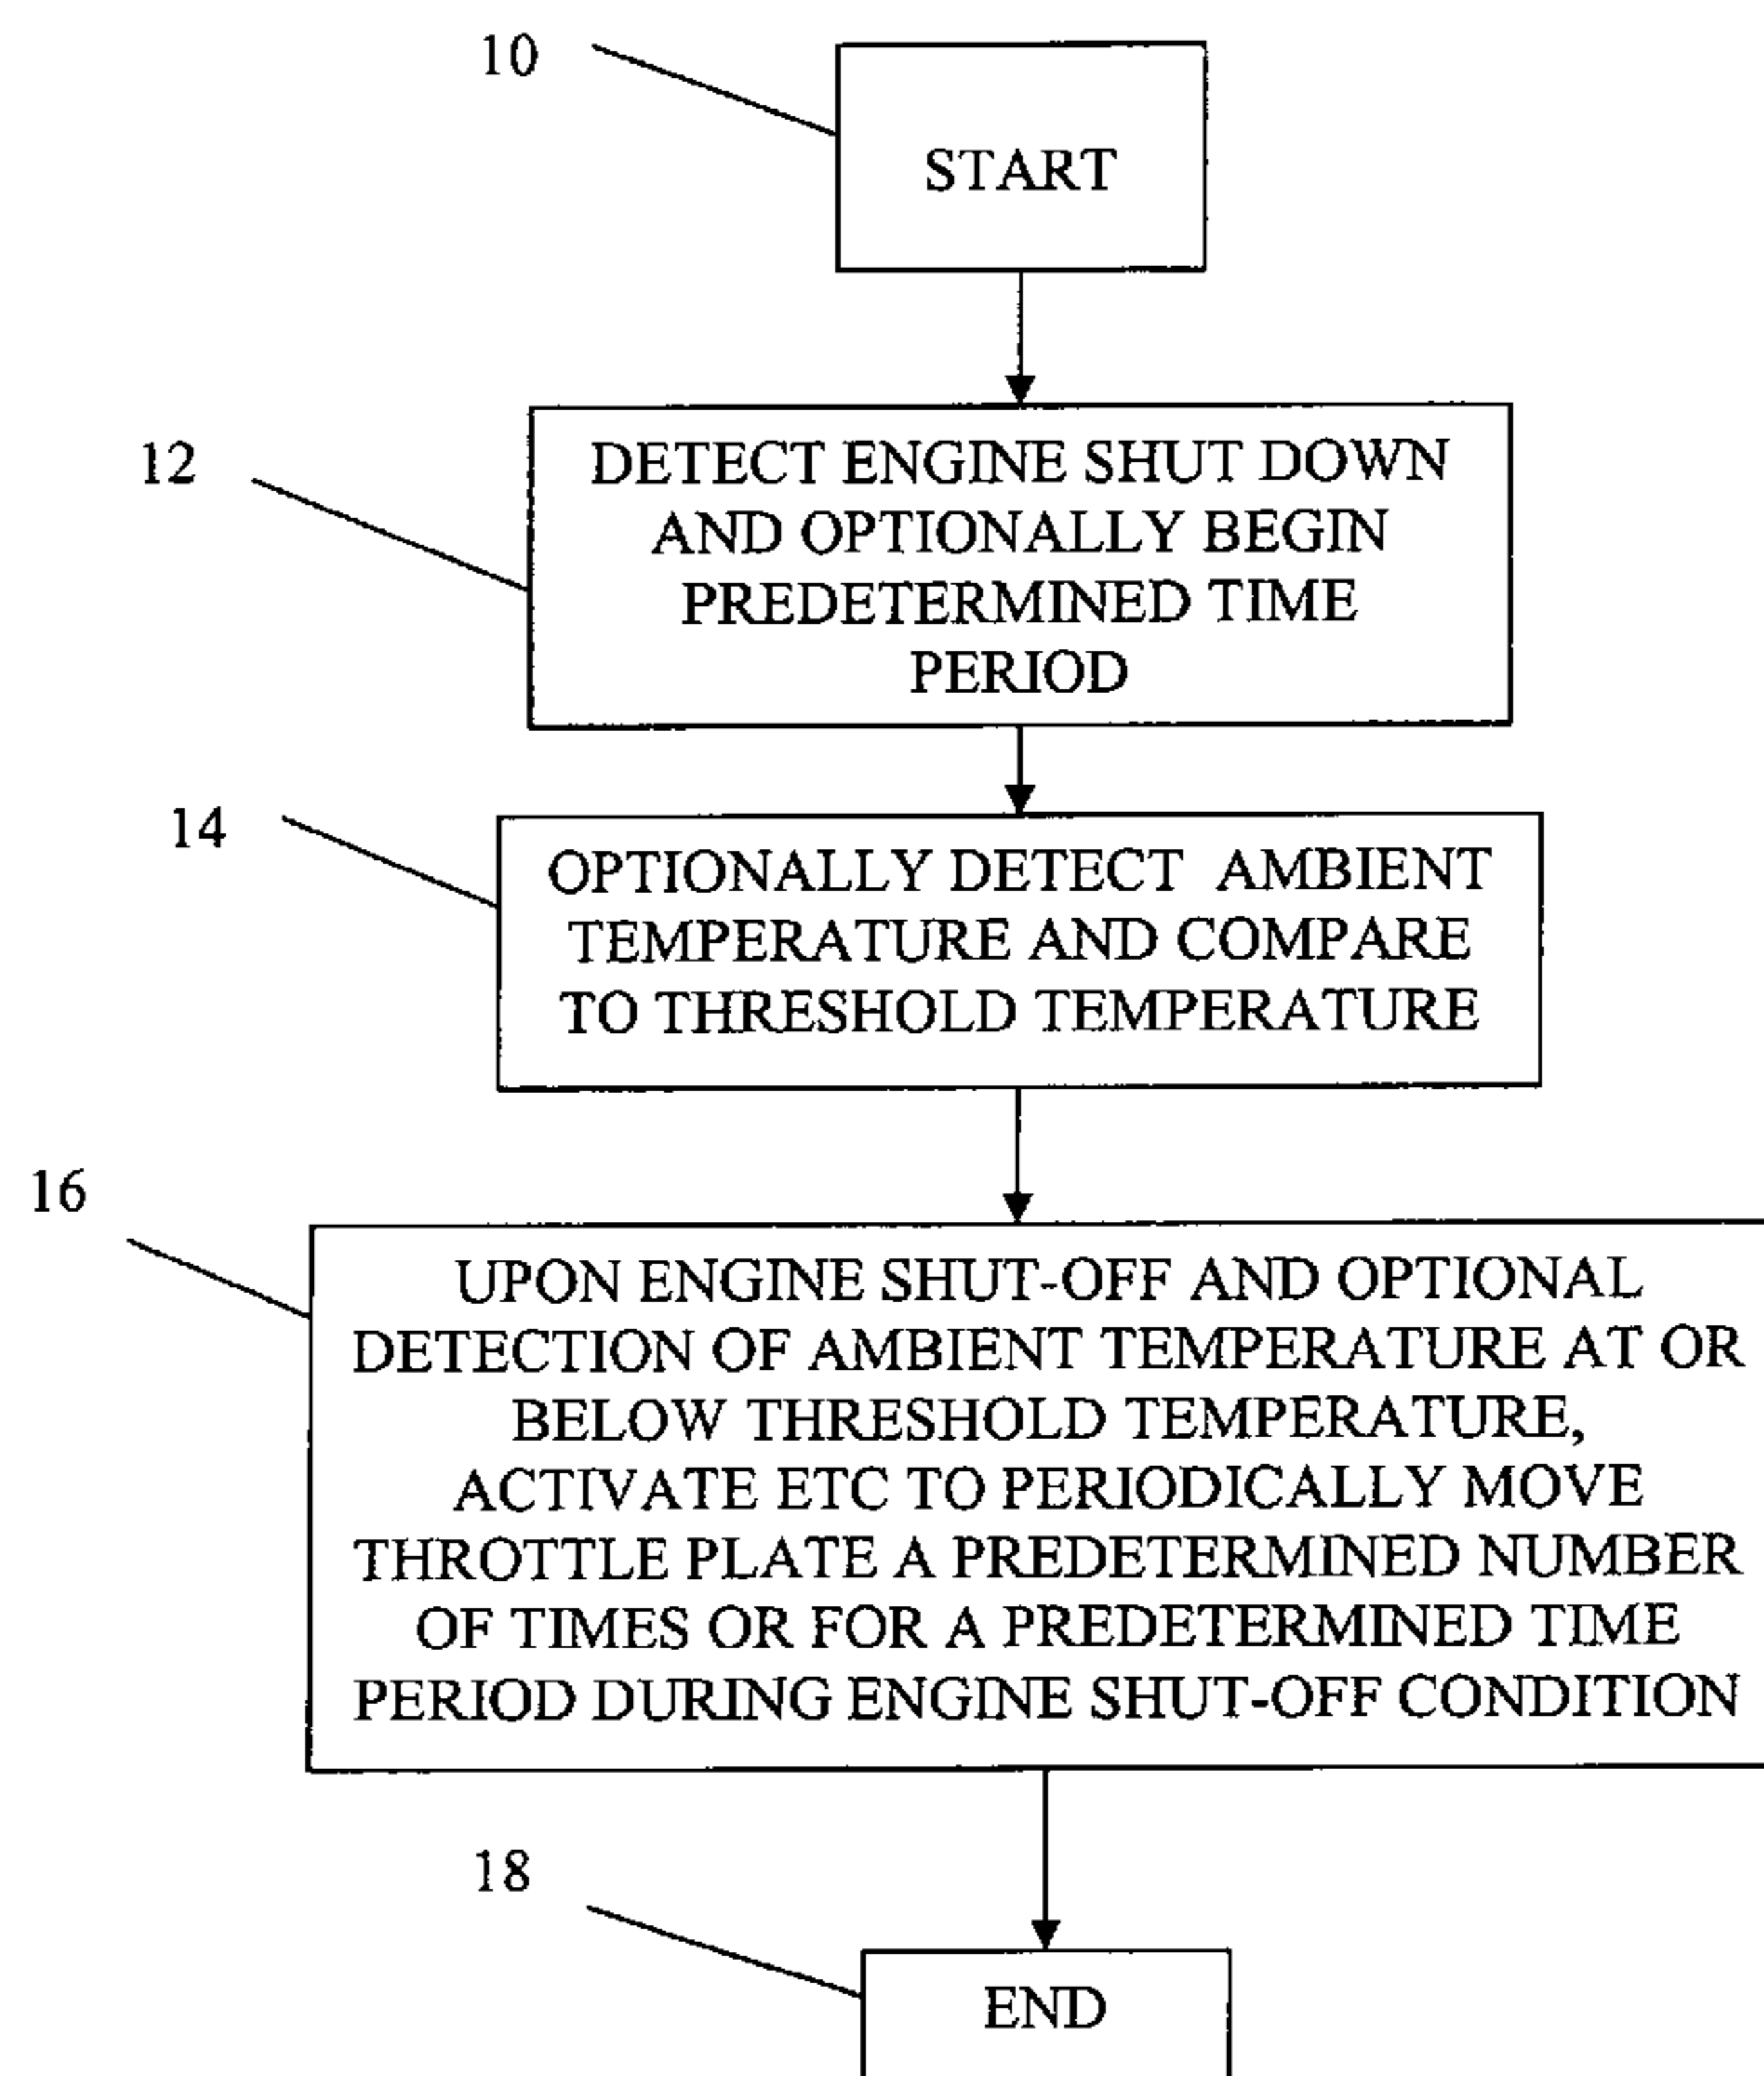 10
START
12
DETECT ENGINE SHUT DOWN
AND OPTIONALLY BEGIN
PREDETERMINED TIME
PERIOD
14
OPTIONALLY DETECT AMBIENT
TEMPERATURE AND COMPARE
TO THRESHOLD TEMPERATURE
16
UPON ENGINE SHUT-OFF AND OPTIONAL
DETECTION OF AMBIENT TEMPERATURE AT OR
BELOW THRESHOLD TEMPERATURE,
ACTIVATE ETC TO PERIODICALLY MOVE
THROTTLE PLATE A PREDETERMINED NUMBER
OF TIMES OR FOR A PREDETERMINED TIME
PERIOD DURING ENGINE SHUT-OFF CONDITION
18
END